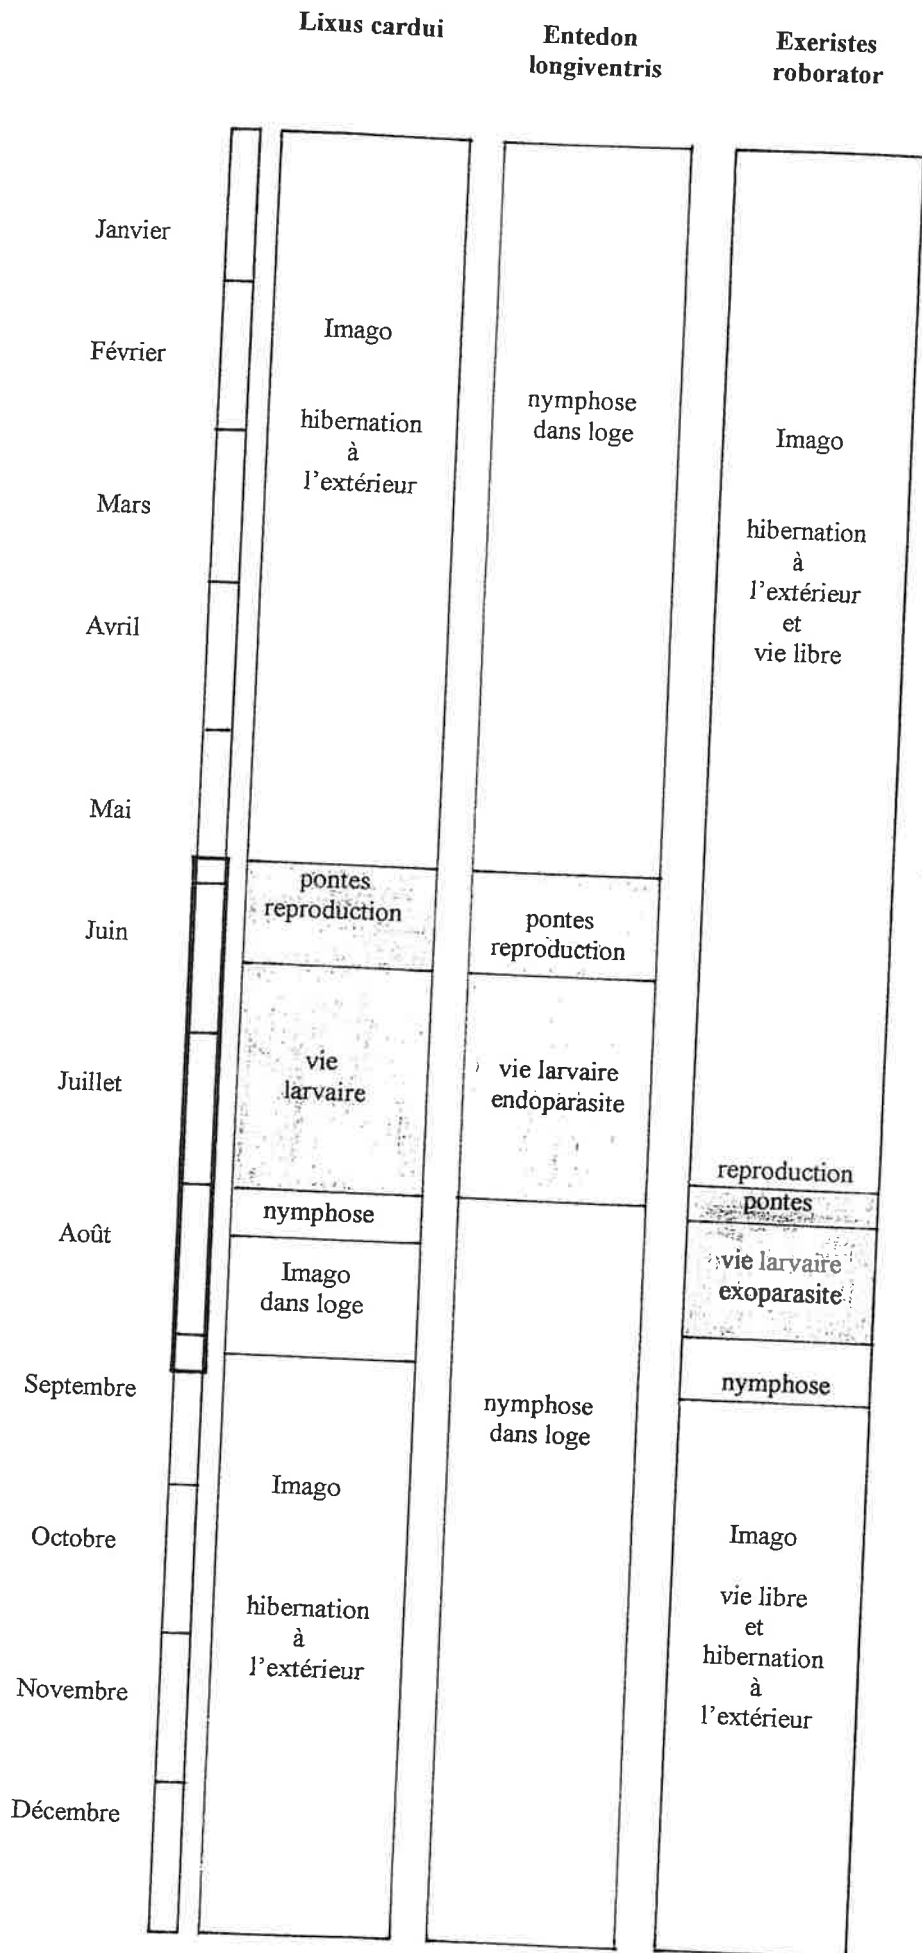 Lixus cardui
Entedon
longiventris
Exeristes
roborator
Janvier
Février
Mars
Avril
Mai
Juin
Juillet
Août
Septembre
Octobre
Novembre
Décembre
Imago
hibernation
à
l'extérieur
pontes
reproduction
vie
larvaire
nymphose
Imago
dans loge
Imago
hibernation
à
l'extérieur
nymphose
dans loge
pontes
reproduction
vie larvaire
endoparasite
nymphose
dans loge
Imago
hibernation
à
l'extérieur
et
vie libre
reproduction
pontes
vie larvaire
exoparasite
nymphose
Imago
vie libre
et
hibernation
à
l'extérieur